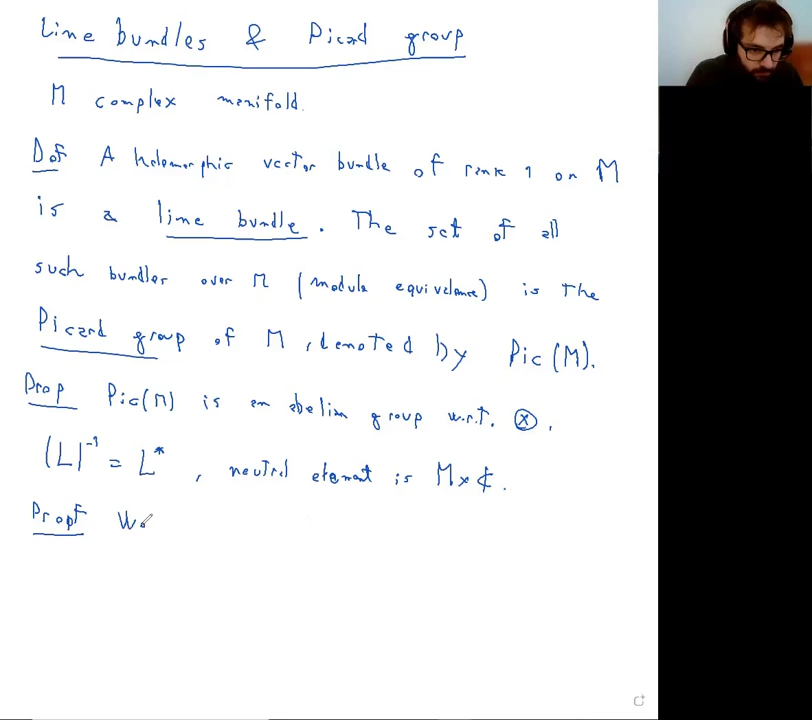 Line bundles & Picard group
M complex manifold.
Def A holomorphic vector bundle of rank 1 on M
is a line bundle. The set of all
such bundles over M (modulo equivalence) is the
Picard group of M, denoted by Pic(M).
Prop Pic(M) is an abelian group w.r.t. ⊗.
(L)⁻¹ = L*, neutral element is M×ℂ.
Proof We